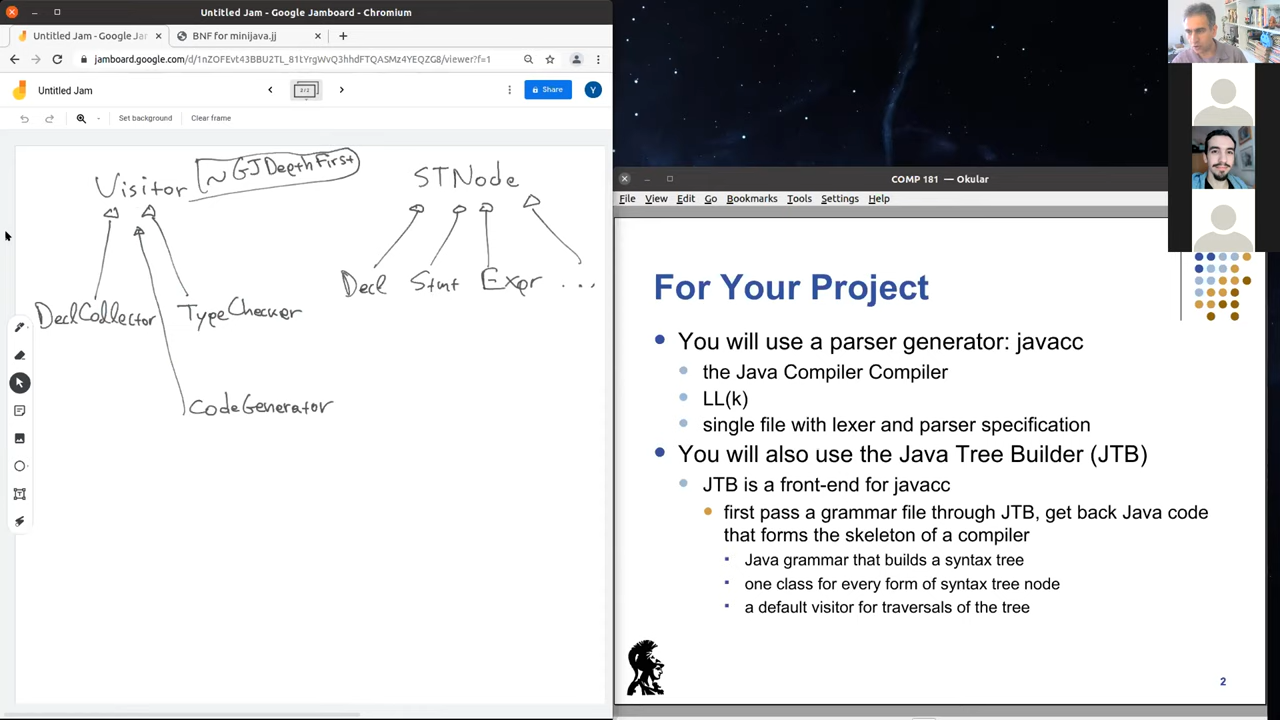 Untitled Jam - Google Jamboard - Chromium
Untitled Jam - Google Jar
BNF for minijava.jj
jamboard.google.com/d/1nZOFEvt43BBU2TL_81tYrgWvQ3hhdFTQASMz4YEQZG8/viewer?f=1
Untitled Jam
Share
Y
Set background
Clear frame
Visitor
~ GJDepthFirst
STNode
Decl Stmt Expr ...
DeclCollector
TypeChecker
CodeGenerator
COMP 181 — Okular
File View Edit Go Bookmarks Tools Settings Help
For Your Project
You will use a parser generator: javacc
the Java Compiler Compiler
LL(k)
single file with lexer and parser specification
You will also use the Java Tree Builder (JTB)
JTB is a front-end for javacc
first pass a grammar file through JTB, get back Java code
that forms the skeleton of a compiler
Java grammar that builds a syntax tree
one class for every form of syntax tree node
a default visitor for traversals of the tree
2